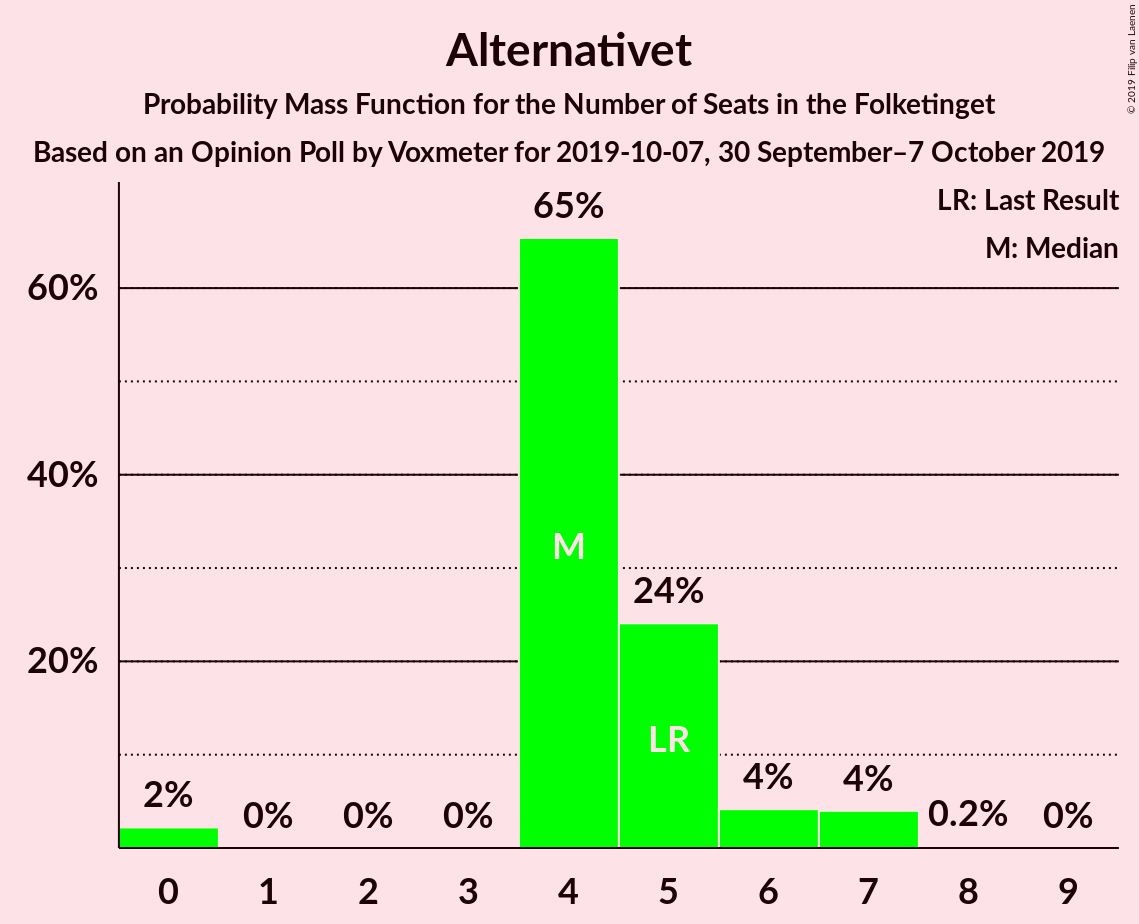 Alternativet
Probability Mass Function for the Number of Seats in the Folketinget
Based on an Opinion Poll by Voxmeter for 2019-10-07, 30 September–7 October 2019
© 2019 Filip van Laenen
LR: Last Result
M: Median
65%
60%
40%
M
24%
20%
LR
2%
0%
0%
0%
4%
4%
0.2%
0%
0 1 2 3 4 5 6 7 8 9